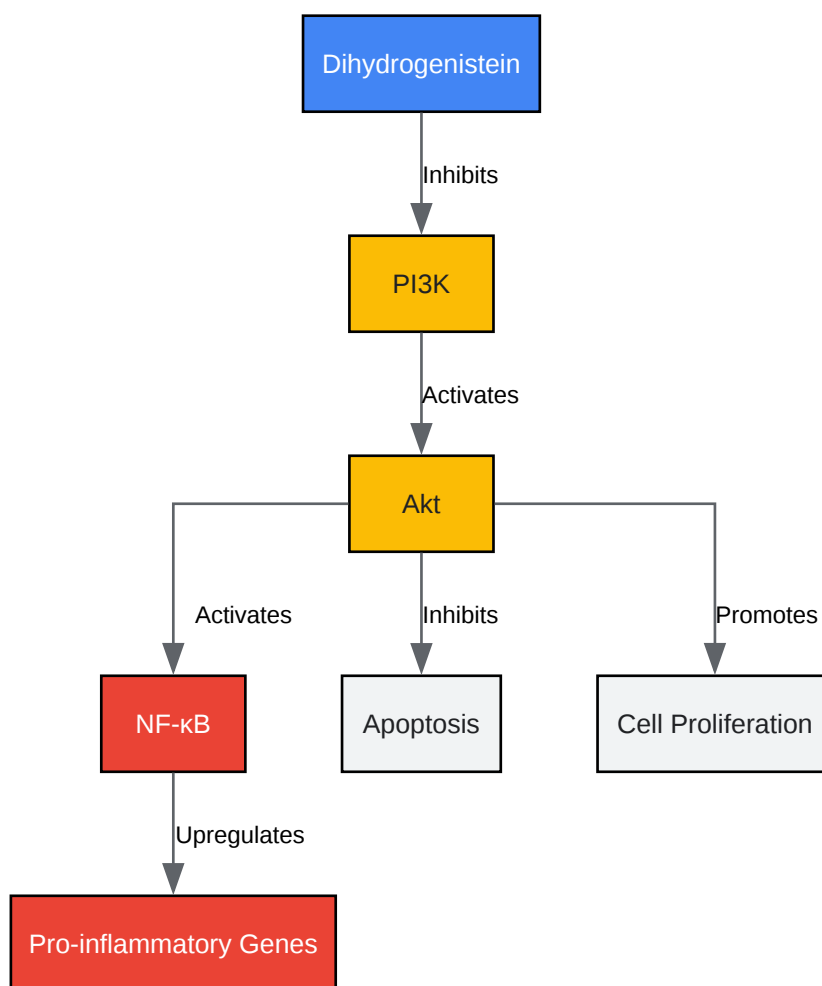 Dihydrogenistein
Inhibits
PI3K
Activates
Akt
Activates
Inhibits
Promotes
NF-κB
Apoptosis
Cell Proliferation
Upregulates
Pro-inflammatory Genes